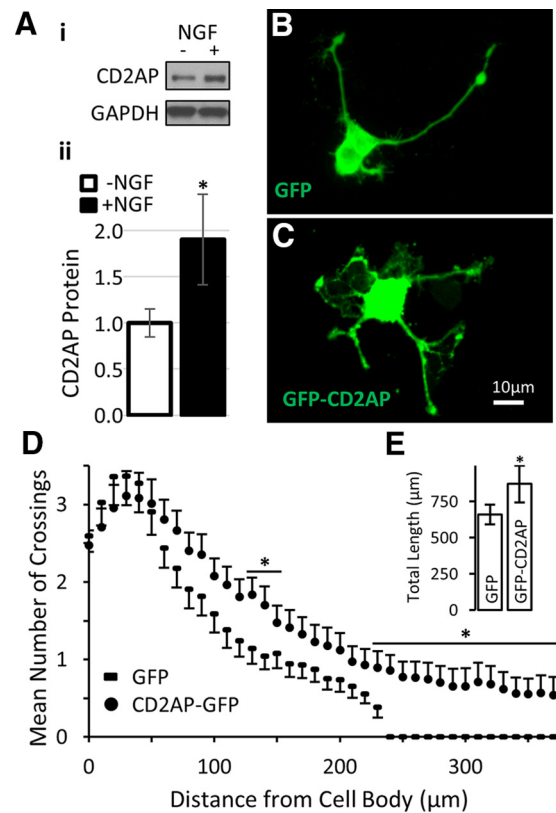 A
i
NGF
- +
CD2AP
GAPDH
ii
-NGF
+NGF
*
CD2AP Protein
2.0
1.5
1.0
0.5
0.0
B
GFP
C
GFP-CD2AP
10µm
D
Mean Number of Crossings
3
2
1
0
*
*
GFP
CD2AP-GFP
0 100 200 300
Distance from Cell Body (µm)
E
*
Total Length (µm)
750
500
250
0
GFP
GFP-CD2AP